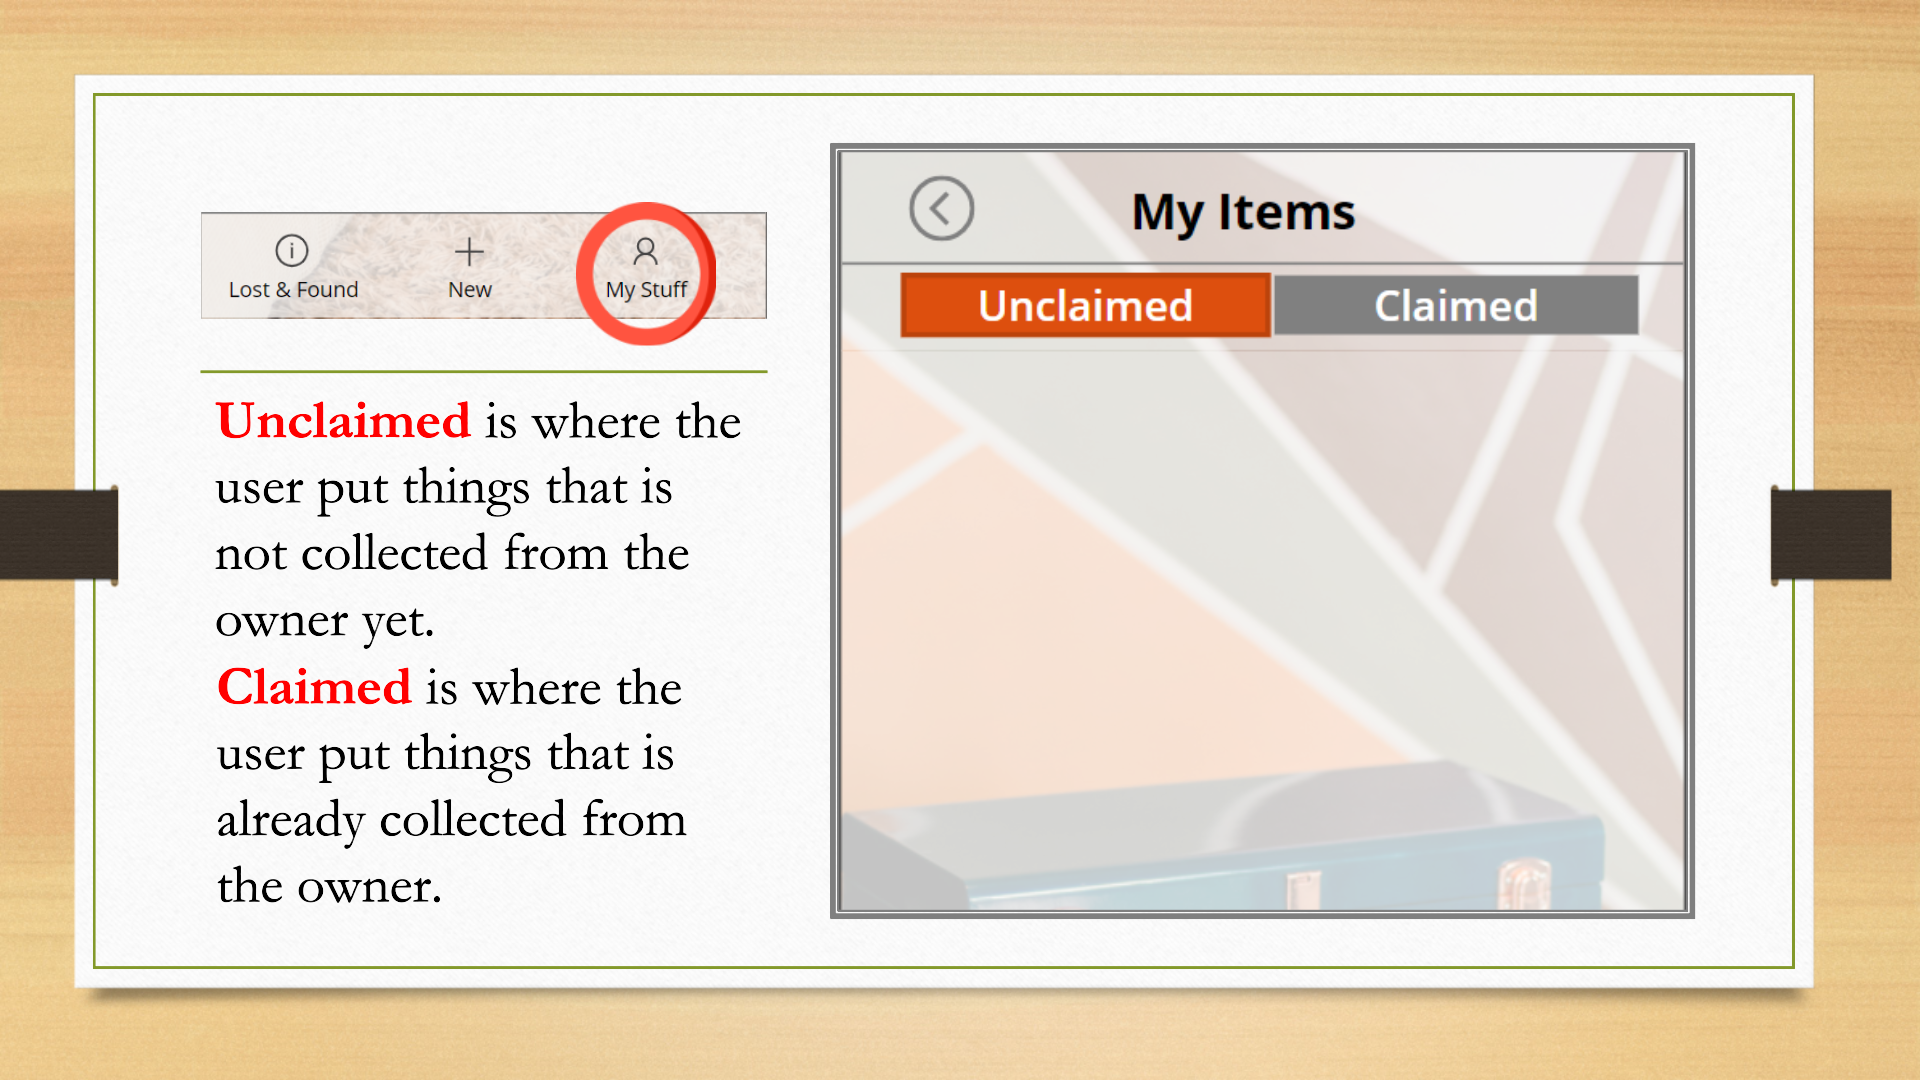 Lost & Found
New
My Stuff
Unclaimed is where the
user put things that is
not collected from the
owner yet.
Claimed is where the
user put things that is
already collected from
the owner.
My Items
Unclaimed
Claimed